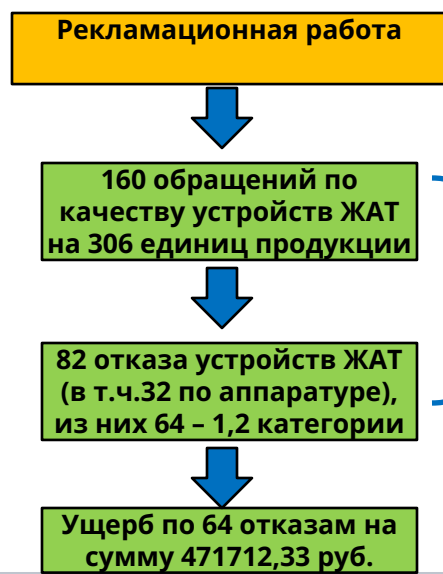 Рекламационная работа
160 обращений по
качеству устройств ЖАТ
на 306 единиц продукции
82 отказа устройств ЖАТ
(в т.ч.32 по аппаратуре),
из них 64 – 1,2 категории
Ущерб по 64 отказам на
сумму 471712,33 руб.